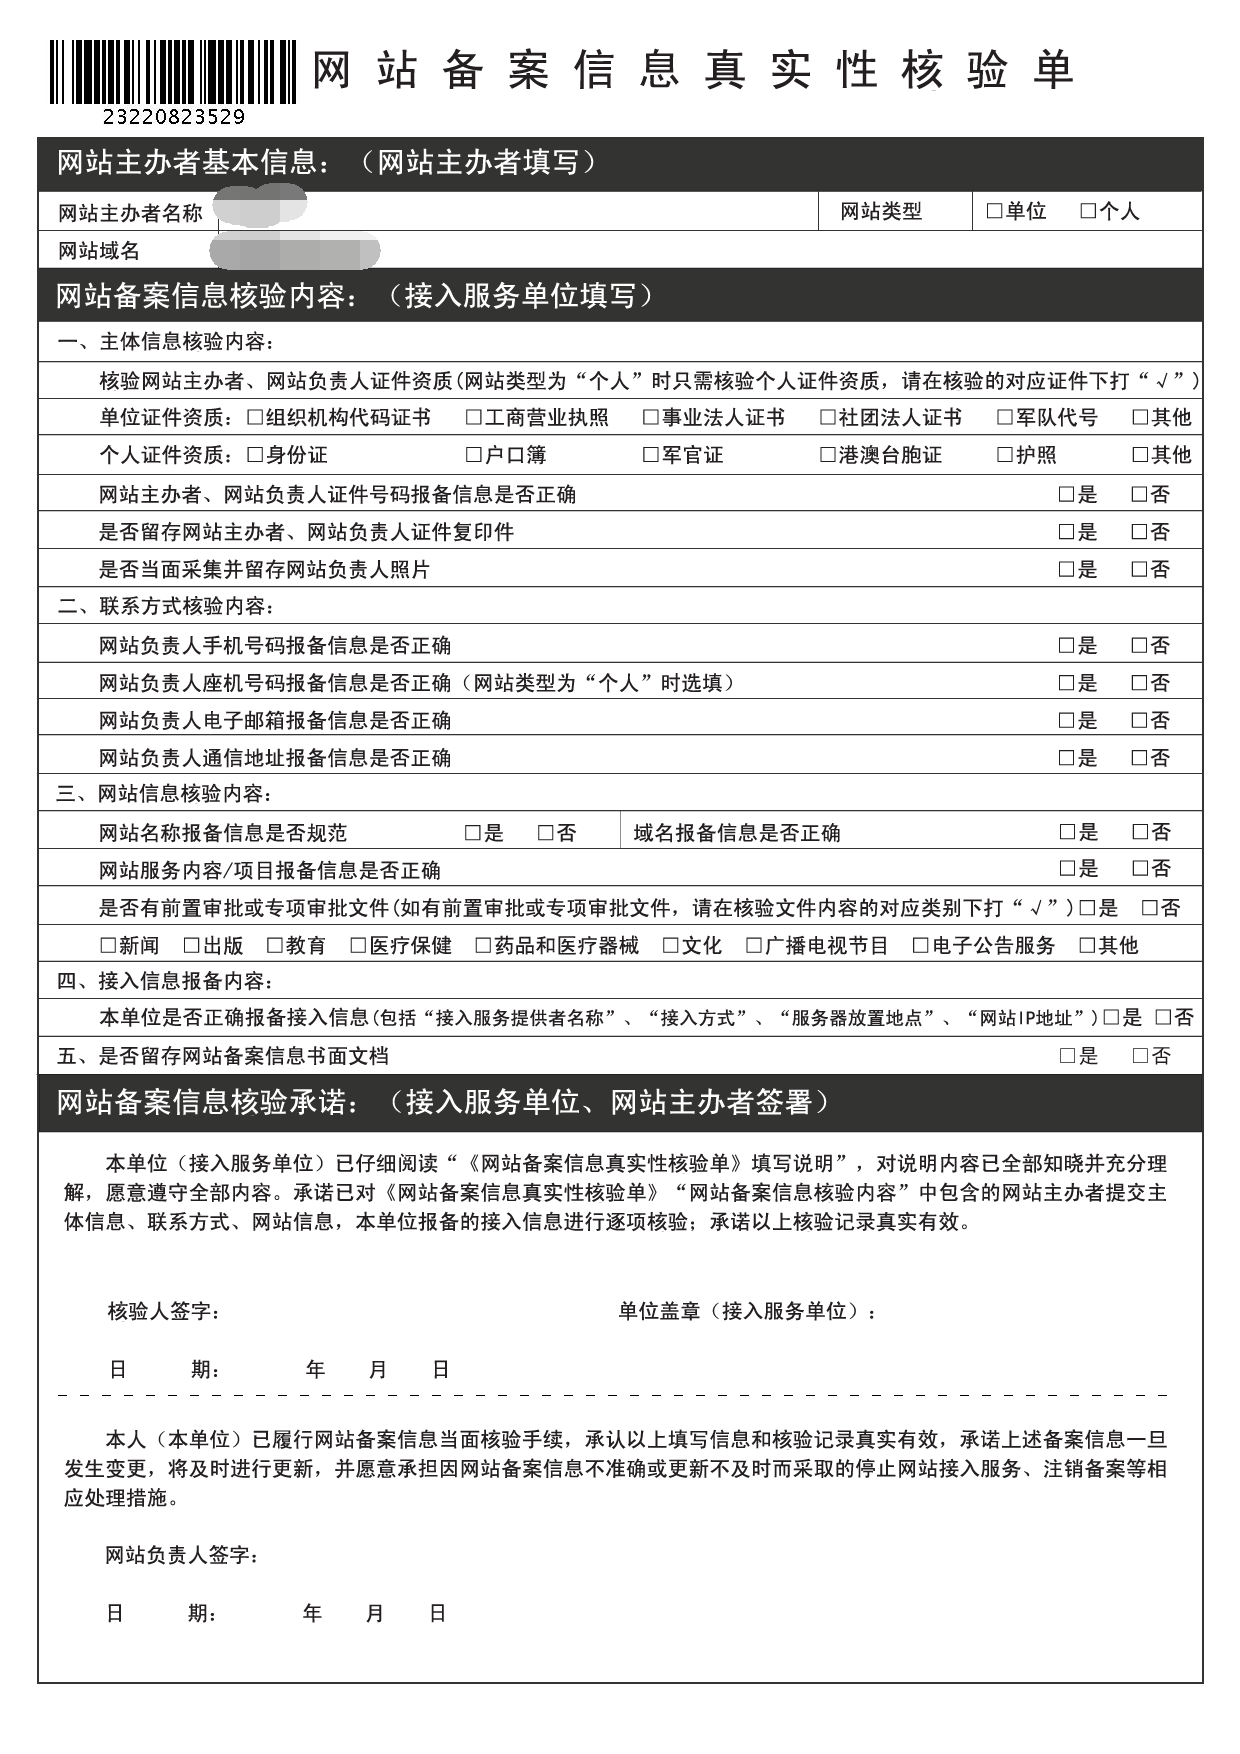 网站备案信息真实性核验单
23220823529
网站主办者基本信息：（网站主办者填写）
网站主办者名称 网站类型 □单位 □个人
网站域名
网站备案信息核验内容：（接入服务单位填写）
一、主体信息核验内容：
核验网站主办者、网站负责人证件资质(网站类型为“个人”时只需核验个人证件资质，请在核验的对应证件下打“√”)
单位证件资质：□组织机构代码证书 □工商营业执照 □事业法人证书 □社团法人证书 □军队代号 □其他
个人证件资质：□身份证 □户口簿 □军官证 □港澳台胞证 □护照 □其他
网站主办者、网站负责人证件号码报备信息是否正确 □是 □否
是否留存网站主办者、网站负责人证件复印件 □是 □否
是否当面采集并留存网站负责人照片 □是 □否
二、联系方式核验内容：
网站负责人手机号码报备信息是否正确 □是 □否
网站负责人座机号码报备信息是否正确（网站类型为“个人”时选填） □是 □否
网站负责人电子邮箱报备信息是否正确 □是 □否
网站负责人通信地址报备信息是否正确 □是 □否
三、网站信息核验内容：
网站名称报备信息是否规范 □是 □否 域名报备信息是否正确 □是 □否
网站服务内容/项目报备信息是否正确 □是 □否
是否有前置审批或专项审批文件(如有前置审批或专项审批文件，请在核验文件内容的对应类别下打“√”)□是 □否
□新闻 □出版 □教育 □医疗保健 □药品和医疗器械 □文化 □广播电视节目 □电子公告服务 □其他
四、接入信息报备内容：
本单位是否正确报备接入信息(包括“接入服务提供者名称”、“接入方式”、“服务器放置地点”、“网站IP地址”)□是 □否
五、是否留存网站备案信息书面文档 □是 □否
网站备案信息核验承诺：（接入服务单位、网站主办者签署）
本单位（接入服务单位）已仔细阅读“《网站备案信息真实性核验单》填写说明”，对说明内容已全部知晓并充分理
解，愿意遵守全部内容。承诺已对《网站备案信息真实性核验单》“网站备案信息核验内容”中包含的网站主办者提交主
体信息、联系方式、网站信息，本单位报备的接入信息进行逐项核验；承诺以上核验记录真实有效。
核验人签字： 单位盖章（接入服务单位）：
日 期： 年 月 日
本人（本单位）已履行网站备案信息当面核验手续，承认以上填写信息和核验记录真实有效，承诺上述备案信息一旦
发生变更，将及时进行更新，并愿意承担因网站备案信息不准确或更新不及时而采取的停止网站接入服务、注销备案等相
应处理措施。
网站负责人签字：
日 期： 年 月 日